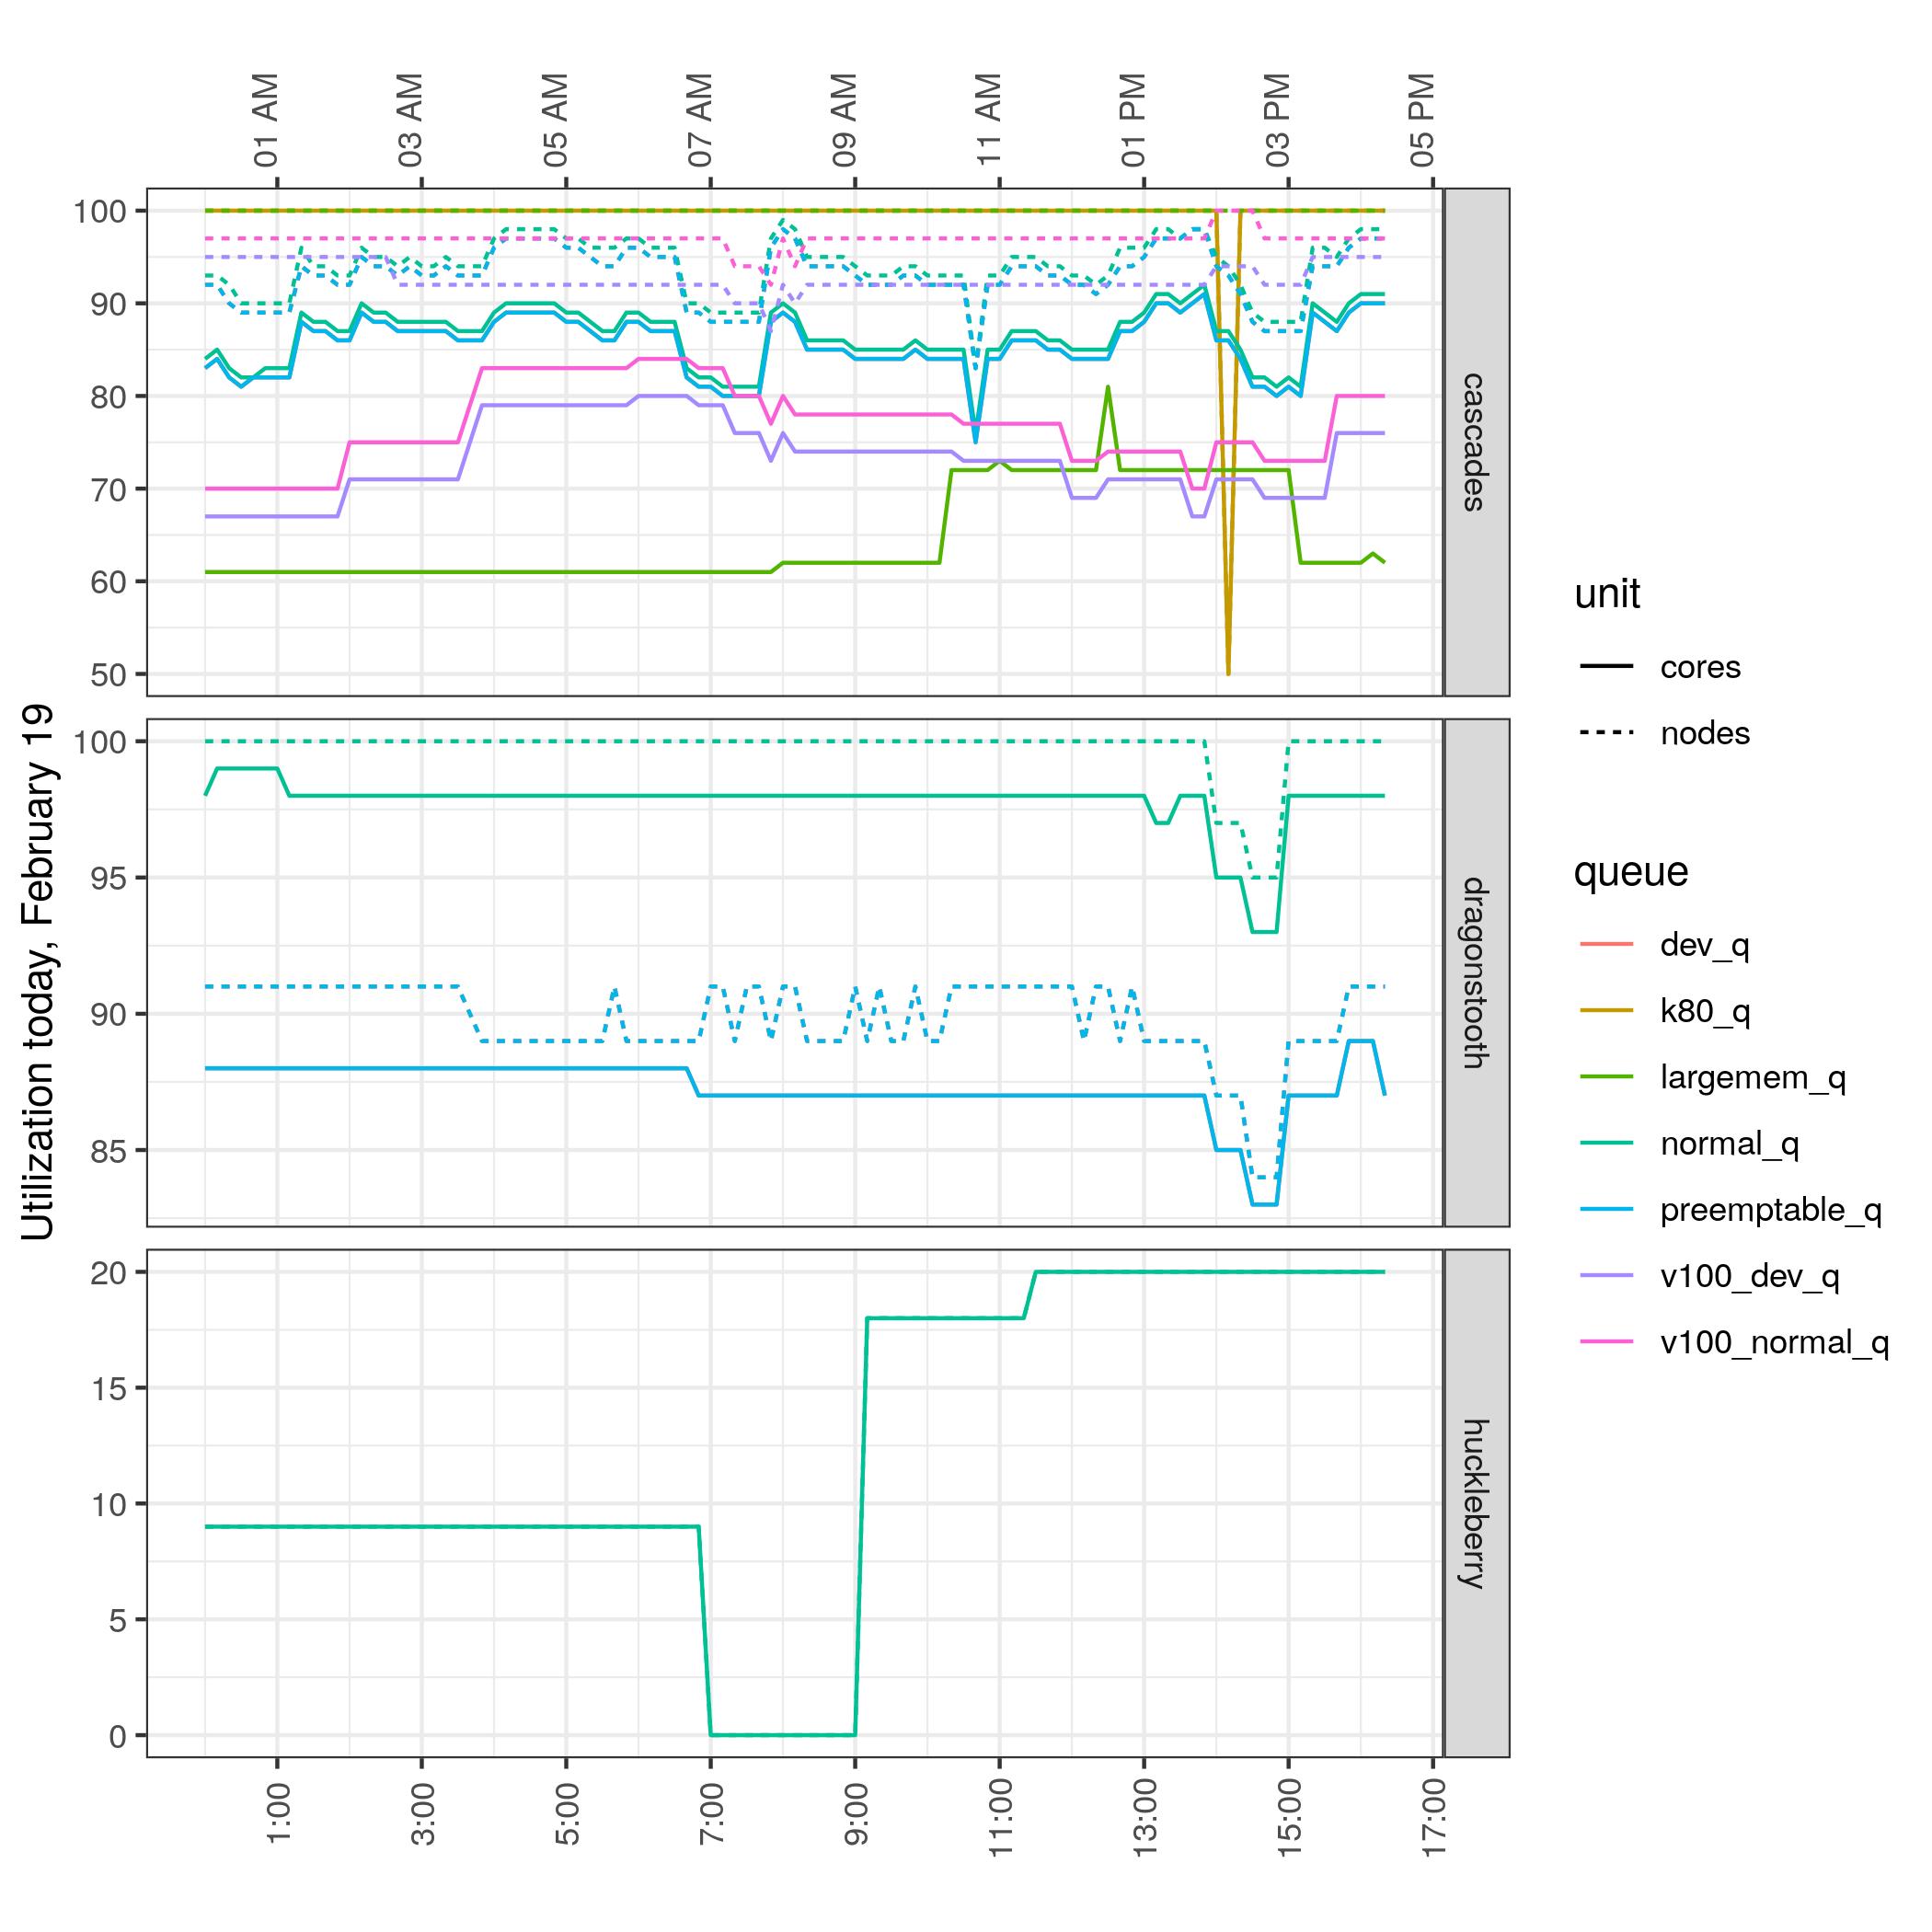 01 AM
03 AM
05 AM
07 AM
09 AM
11 AM
01 PM
03 PM
05 PM
Utilization today, February 19
100
90
80
70
60
50
cascades
100
95
90
85
dragonstooth
20
15
10
5
0
huckleberry
1:00
3:00
5:00
7:00
9:00
11:00
13:00
15:00
17:00
unit
cores
nodes
queue
dev_q
k80_q
largemem_q
normal_q
preemptable_q
v100_dev_q
v100_normal_q